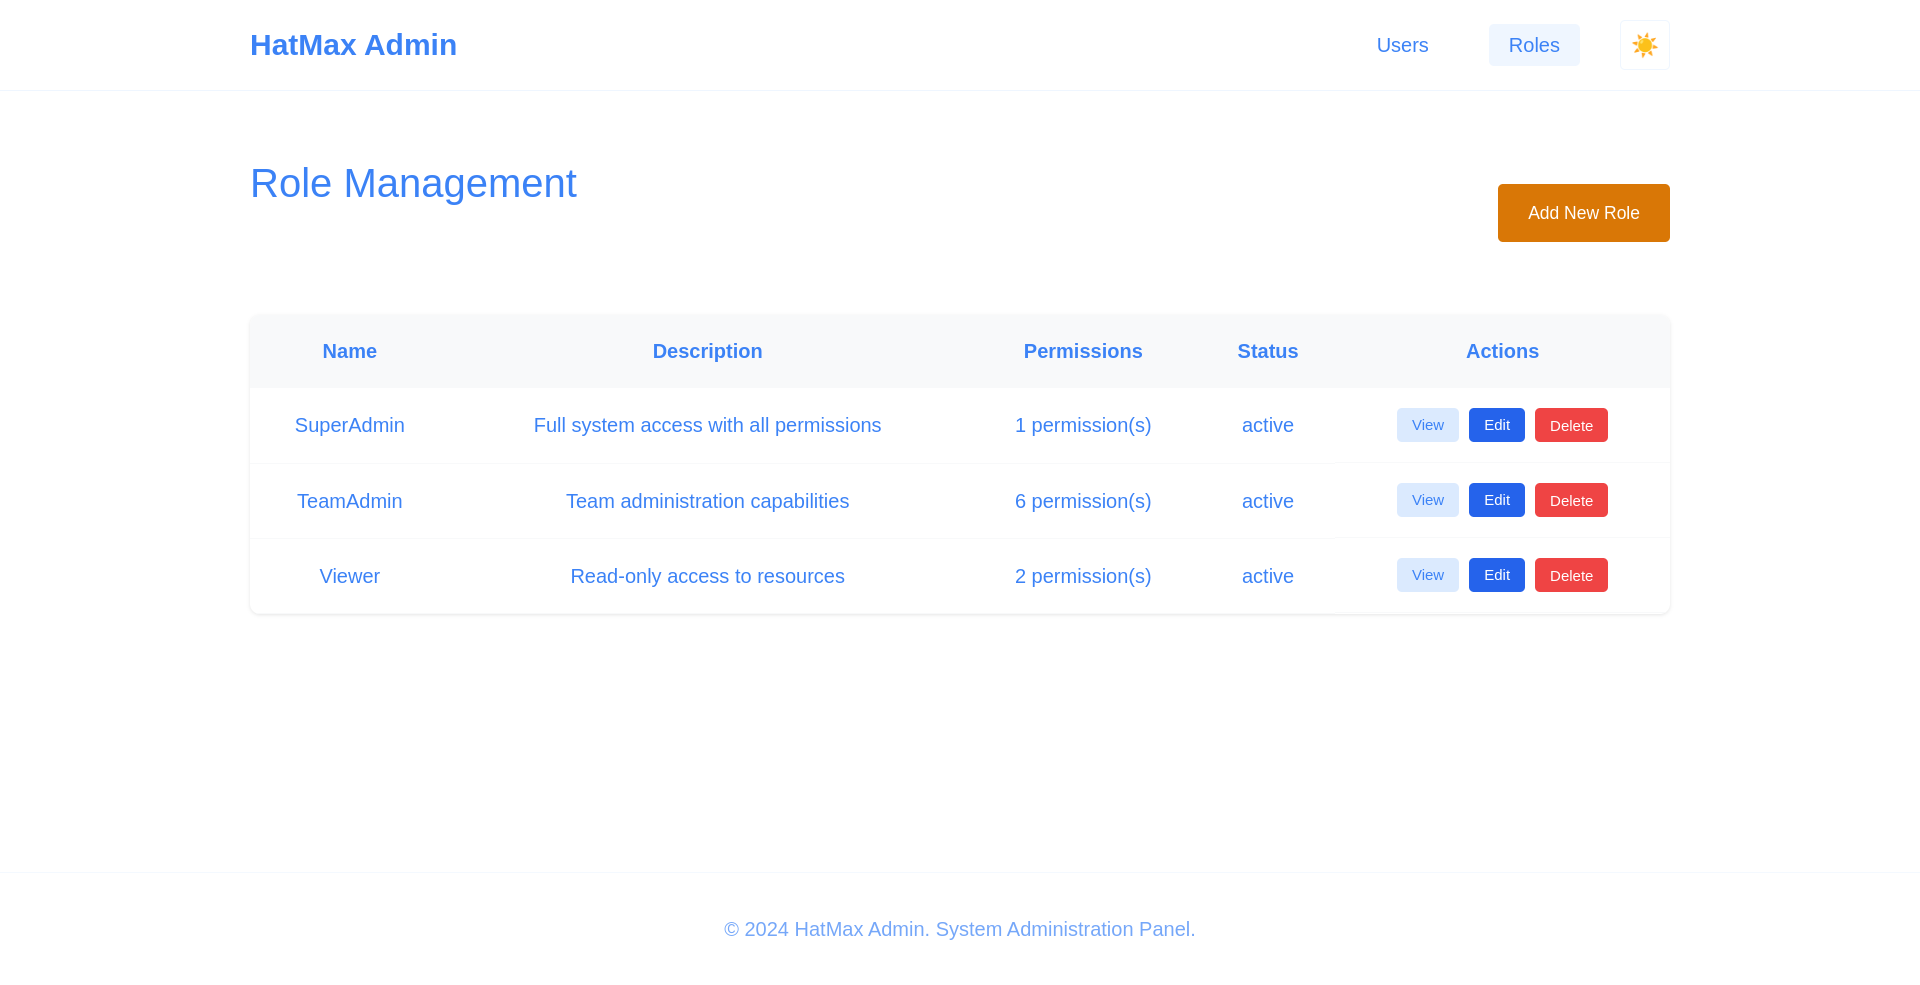 HatMax Admin
Users
Roles
Role Management
Add New Role
Name Description Permissions Status Actions
SuperAdmin Full system access with all permissions 1 permission(s) active View Edit Delete
TeamAdmin Team administration capabilities 6 permission(s) active View Edit Delete
Viewer Read-only access to resources 2 permission(s) active View Edit Delete
© 2024 HatMax Admin. System Administration Panel.